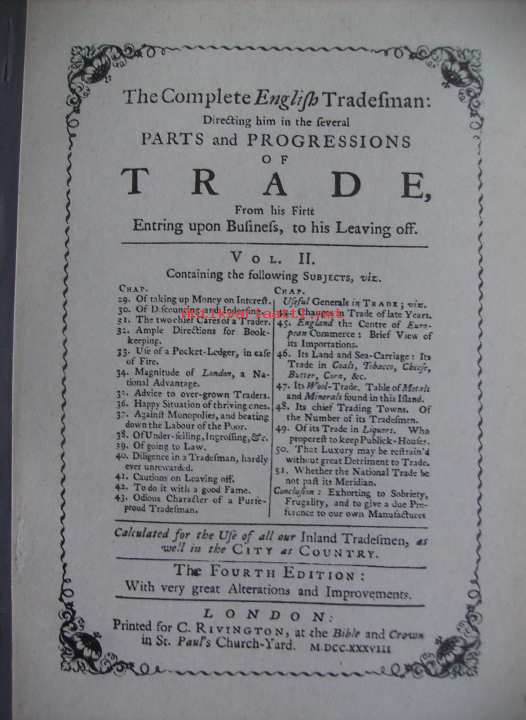 The Complete Engliſh Tradeſman:
Directing him in the ſeveral
PARTS and PROGRESSIONS
OF
TRADE,
From his Firſt
Entring upon Buſineſs, to his Leaving off.
VOL. II.
Containing the following SUBJECTS, viz.
CHAP.
29. Of taking up Money on Intereſt.
30. Of Diſcounting and Indorſing.
31. The two chief Cares of a Trader.
32. Ample Directions for Book-
keeping.
33. Uſe of a Pocket-Ledger, in caſe
of Fire.
34. Magnitude of London, a Na-
tional Advantage.
35. Advice to over-grown Traders.
36. Happy Situation of thriving ones.
37. Againſt Monopolies, and beating
down the Labour of the Poor.
38. Of Under-ſelling, Ingroſſing, &c.
39. Of going to Law.
40. Diligence in a Tradeſman, hardly
ever unrewarded.
41. Cautions on Leaving off.
42. To do it with a good Fame.
43. Odious Character of a Purſe-
proud Tradeſman.
CHAP.
Uſeful Generals in TRADE; viz.
44. Changes in Trade of late Years.
45. England the Centre of Euro-
pean Commerce: Brief View of
its Importations.
46. Its Land and Sea-Carriage: Its
Trade in Coals, Tobacco, Cheeſe,
Butter, Corn, &c.
47. Its Wool-Trade. Table of Metals
and Minerals found in this Iſland.
48. Its chief Trading Towns. Of
the Number of its Tradeſmen.
49. Of its Trade in Liquors. Who
propereſt to keep Publick-Houſes.
50. That Luxury may be reſtrain'd
without great Detriment to Trade.
51. Whether the National Trade be
not paſt its Meridian.
Concluſion: Exhorting to Sobriety,
Frugality, and to give a due Pre-
ference to our own Manufactures
Calculated for the Uſe of all our Inland Tradeſmen, as
well in the CITY as COUNTRY.
The FOURTH EDITION:
With very great Alterations and Improvements.
LONDON:
Printed for C. RIVINGTON, at the Bible and Crown
in St. Paul's Church-Yard. M.DCC.XXXVIII